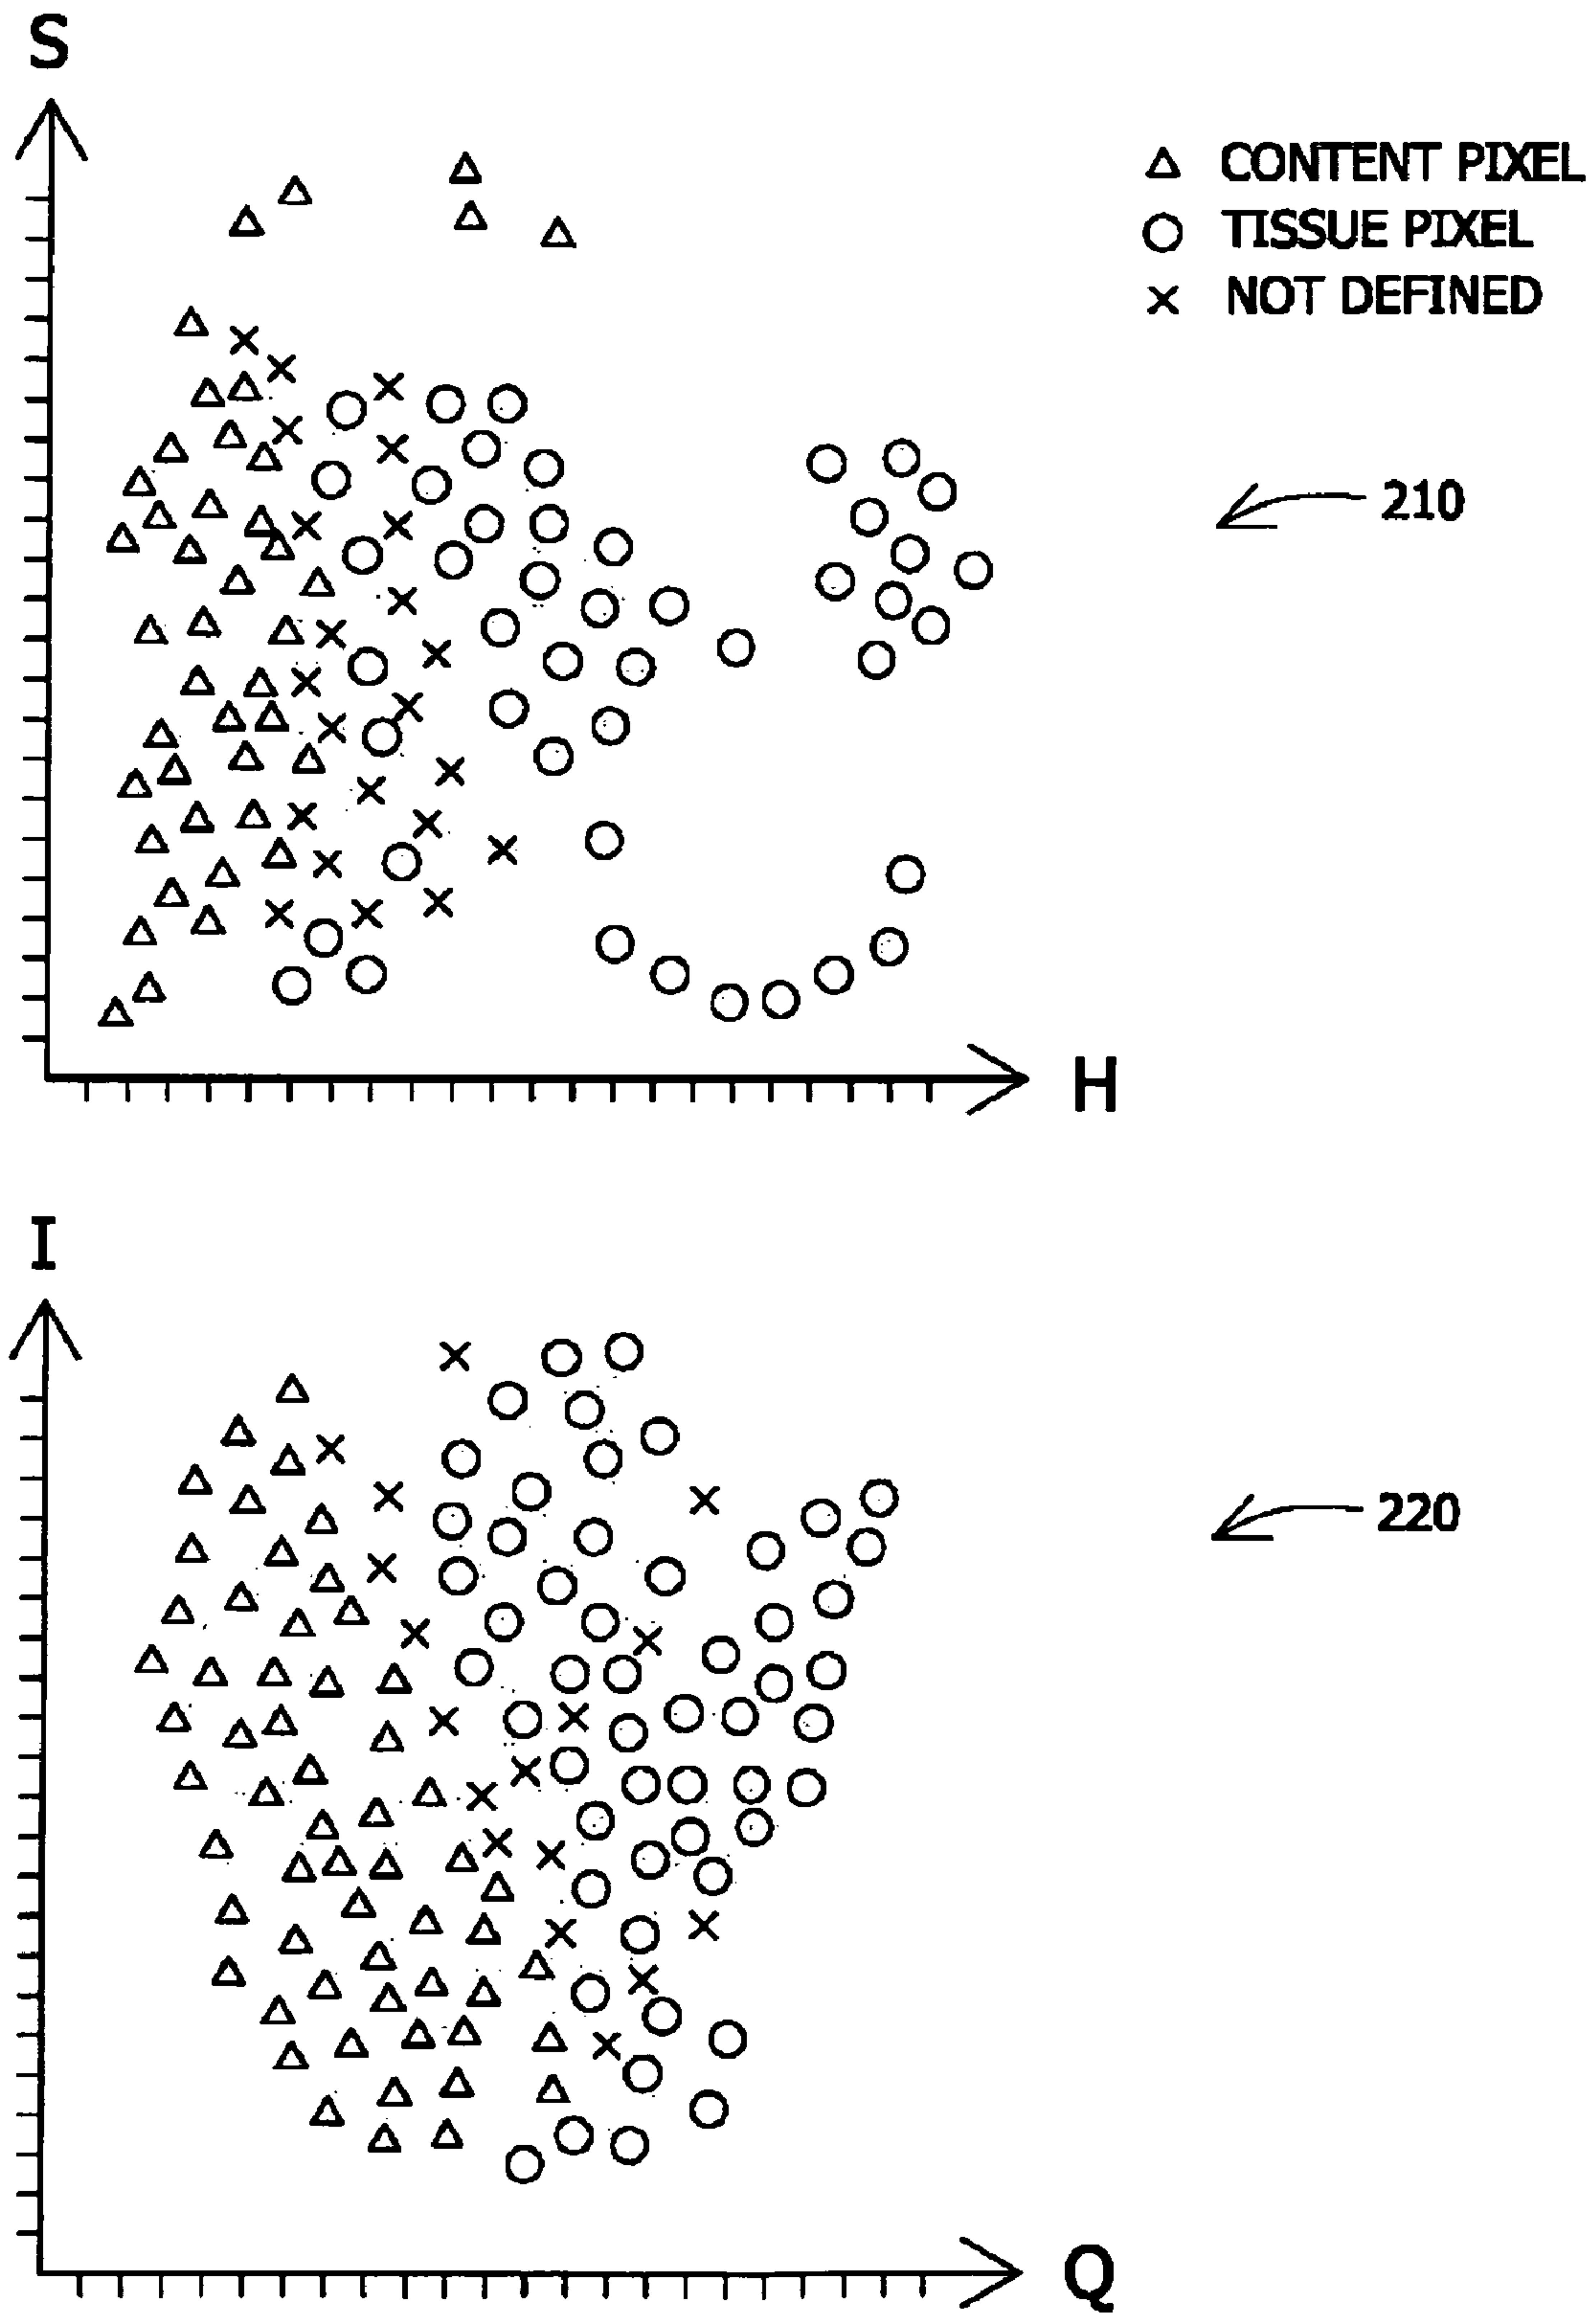 S
CONTENT PIXEL
TISSUE PIXEL
NOT DEFINED
210
H
I
220
Q